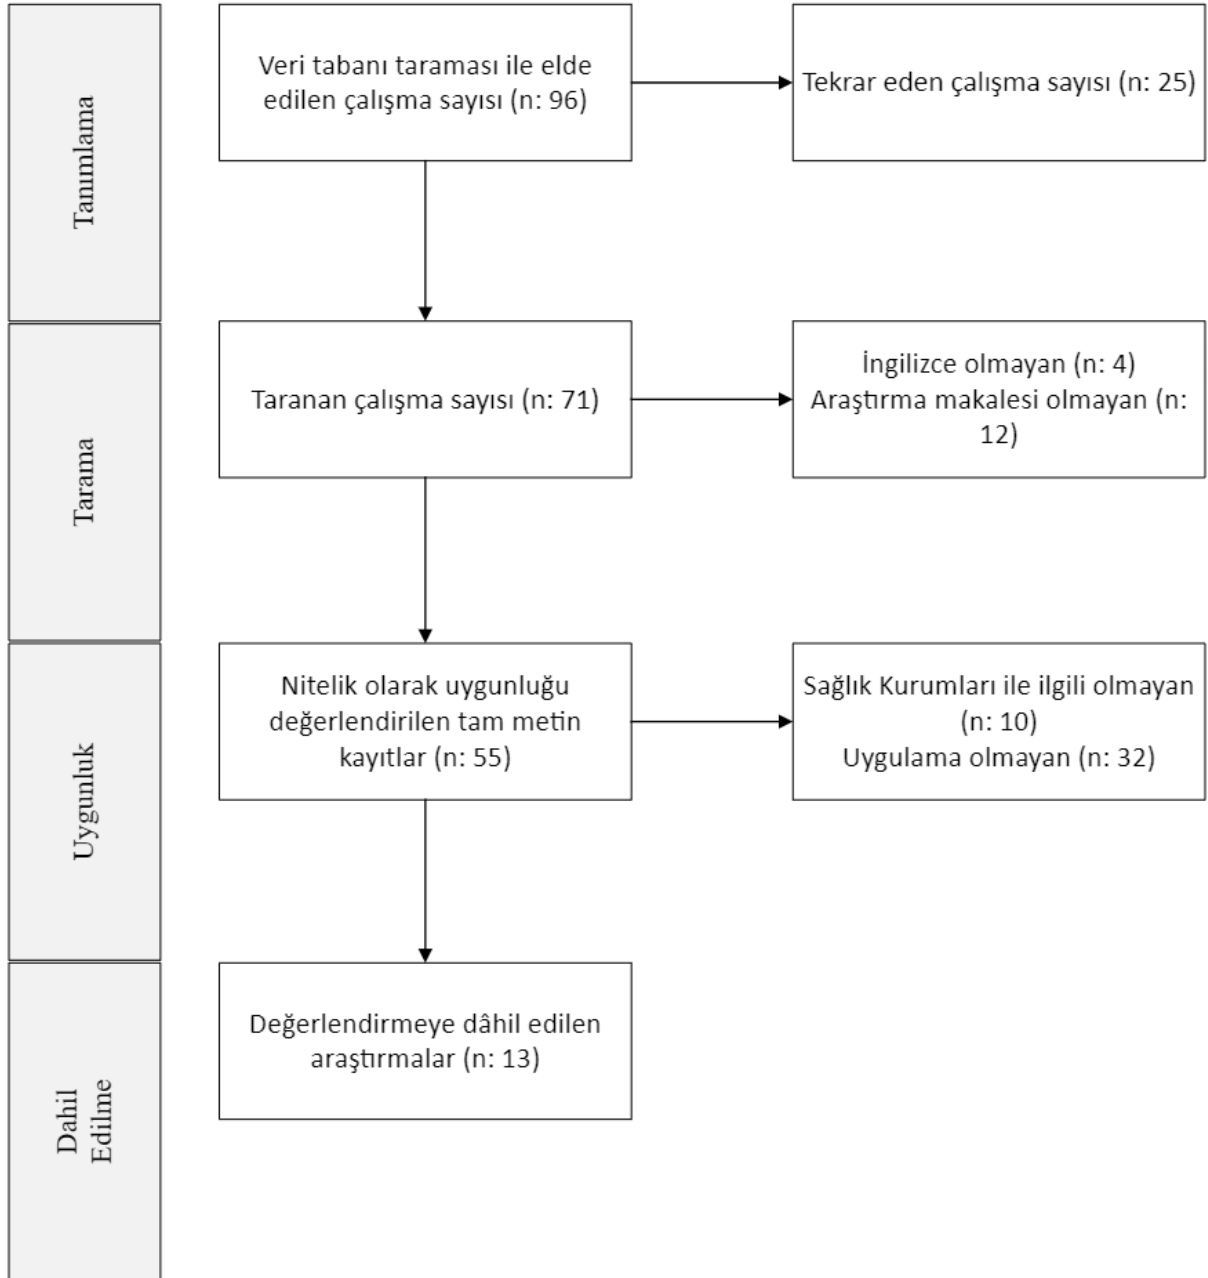 Tanımlama
Veri tabanı taraması ile elde
edilen çalışma sayısı (n: 96)
Tekrar eden çalışma sayısı (n: 25)
Tarama
Taranan çalışma sayısı (n: 71)
İngilizce olmayan (n: 4)
Araştırma makalesi olmayan (n:
12)
Uygunluk
Nitelik olarak uygunluğu
değerlendirilen tam metin
kayıtlar (n: 55)
Sağlık Kurumları ile ilgili olmayan
(n: 10)
Uygulama olmayan (n: 32)
Dahil
Edilme
Değerlendirmeye dâhil edilen
araştırmalar (n: 13)